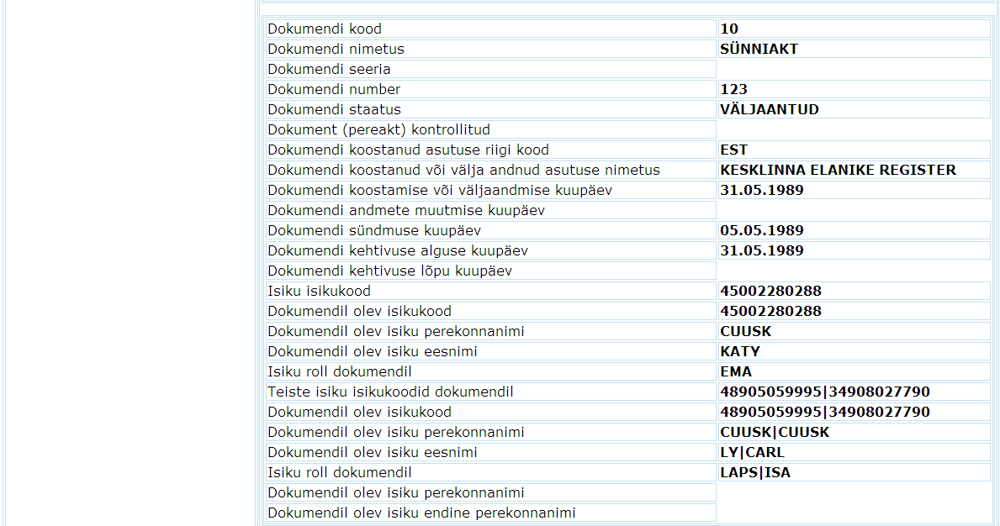 Dokumendi kood 10
Dokumendi nimetus SÜNNIAKT
Dokumendi seeria
Dokumendi number 123
Dokumendi staatus VÄLJAANTUD
Dokument (pereakt) kontrollitud
Dokumendi koostanud asutuse riigi kood EST
Dokumendi koostanud või välja andnud asutuse nimetus KESKLINNA ELANIKE REGISTER
Dokumendi koostamise või väljaandmise kuupäev 31.05.1989
Dokumendi andmete muutmise kuupäev
Dokumendi sündmuse kuupäev 05.05.1989
Dokumendi kehtivuse alguse kuupäev 31.05.1989
Dokumendi kehtivuse lõpu kuupäev
Isiku isikukood 45002280288
Dokumendil olev isikukood 45002280288
Dokumendil olev isiku perekonnanimi CUUSK
Dokumendil olev isiku eesnimi KATY
Isiku roll dokumendil EMA
Teiste isiku isikukoodid dokumendil 48905059995|34908027790
Dokumendil olev isikukood 48905059995|34908027790
Dokumendil olev isiku perekonnanimi CUUSK|CUUSK
Dokumendil olev isiku eesnimi LY|CARL
Isiku roll dokumendil LAPS|ISA
Dokumendil olev isiku perekonnanimi
Dokumendil olev isiku endine perekonnanimi